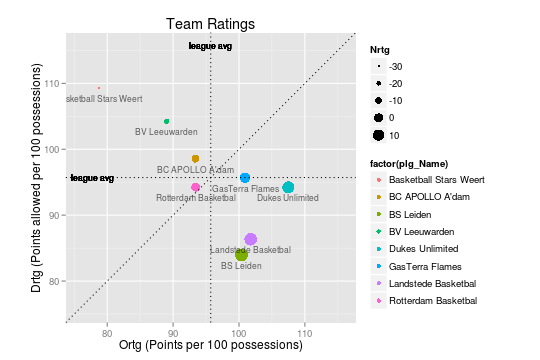 Team Ratings
league avg
Nrtg
-30
-20
-10
0
10
factor(plg_Name)
Basketball Stars Weert
BC APOLLO A'dam
BS Leiden
BV Leeuwarden
Dukes Unlimited
GasTerra Flames
Landstede Basketbal
Rotterdam Basketbal
Drtg (Points allowed per 100 possessions)
110
100
90
80
sketball Stars Weert
BV Leeuwarden
BC APOLLO A'dam
league avg
GasTerra Flames
Rotterdam Basketbal
Dukes Unlimited
Landstede Basketbal
BS Leiden
80
90
100
110
Ortg (Points per 100 possessions)